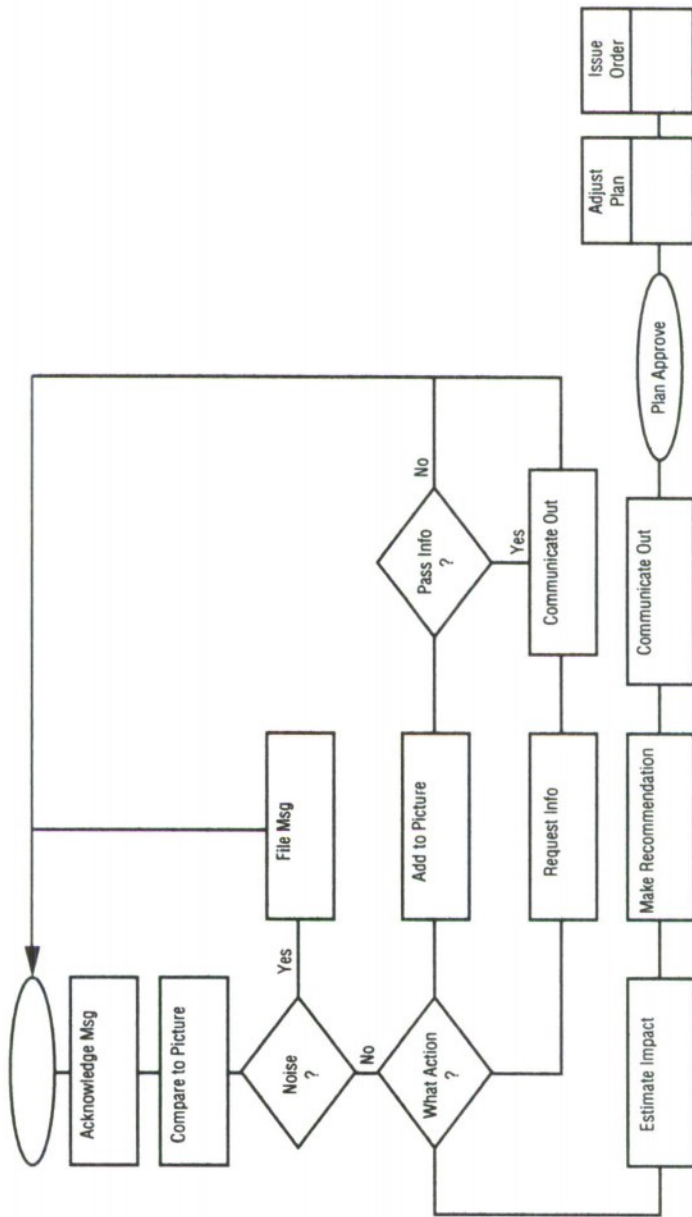 Acknowledge Msg
Compare to Picture
Noise
?
Yes
File Msg
No
What Action
?
Add to Picture
Pass Info
?
No
Yes
Request Info
Communicate Out
Estimate Impact
Make Recommendation
Communicate Out
Plan Approve
Adjust
Plan
Issue
Order